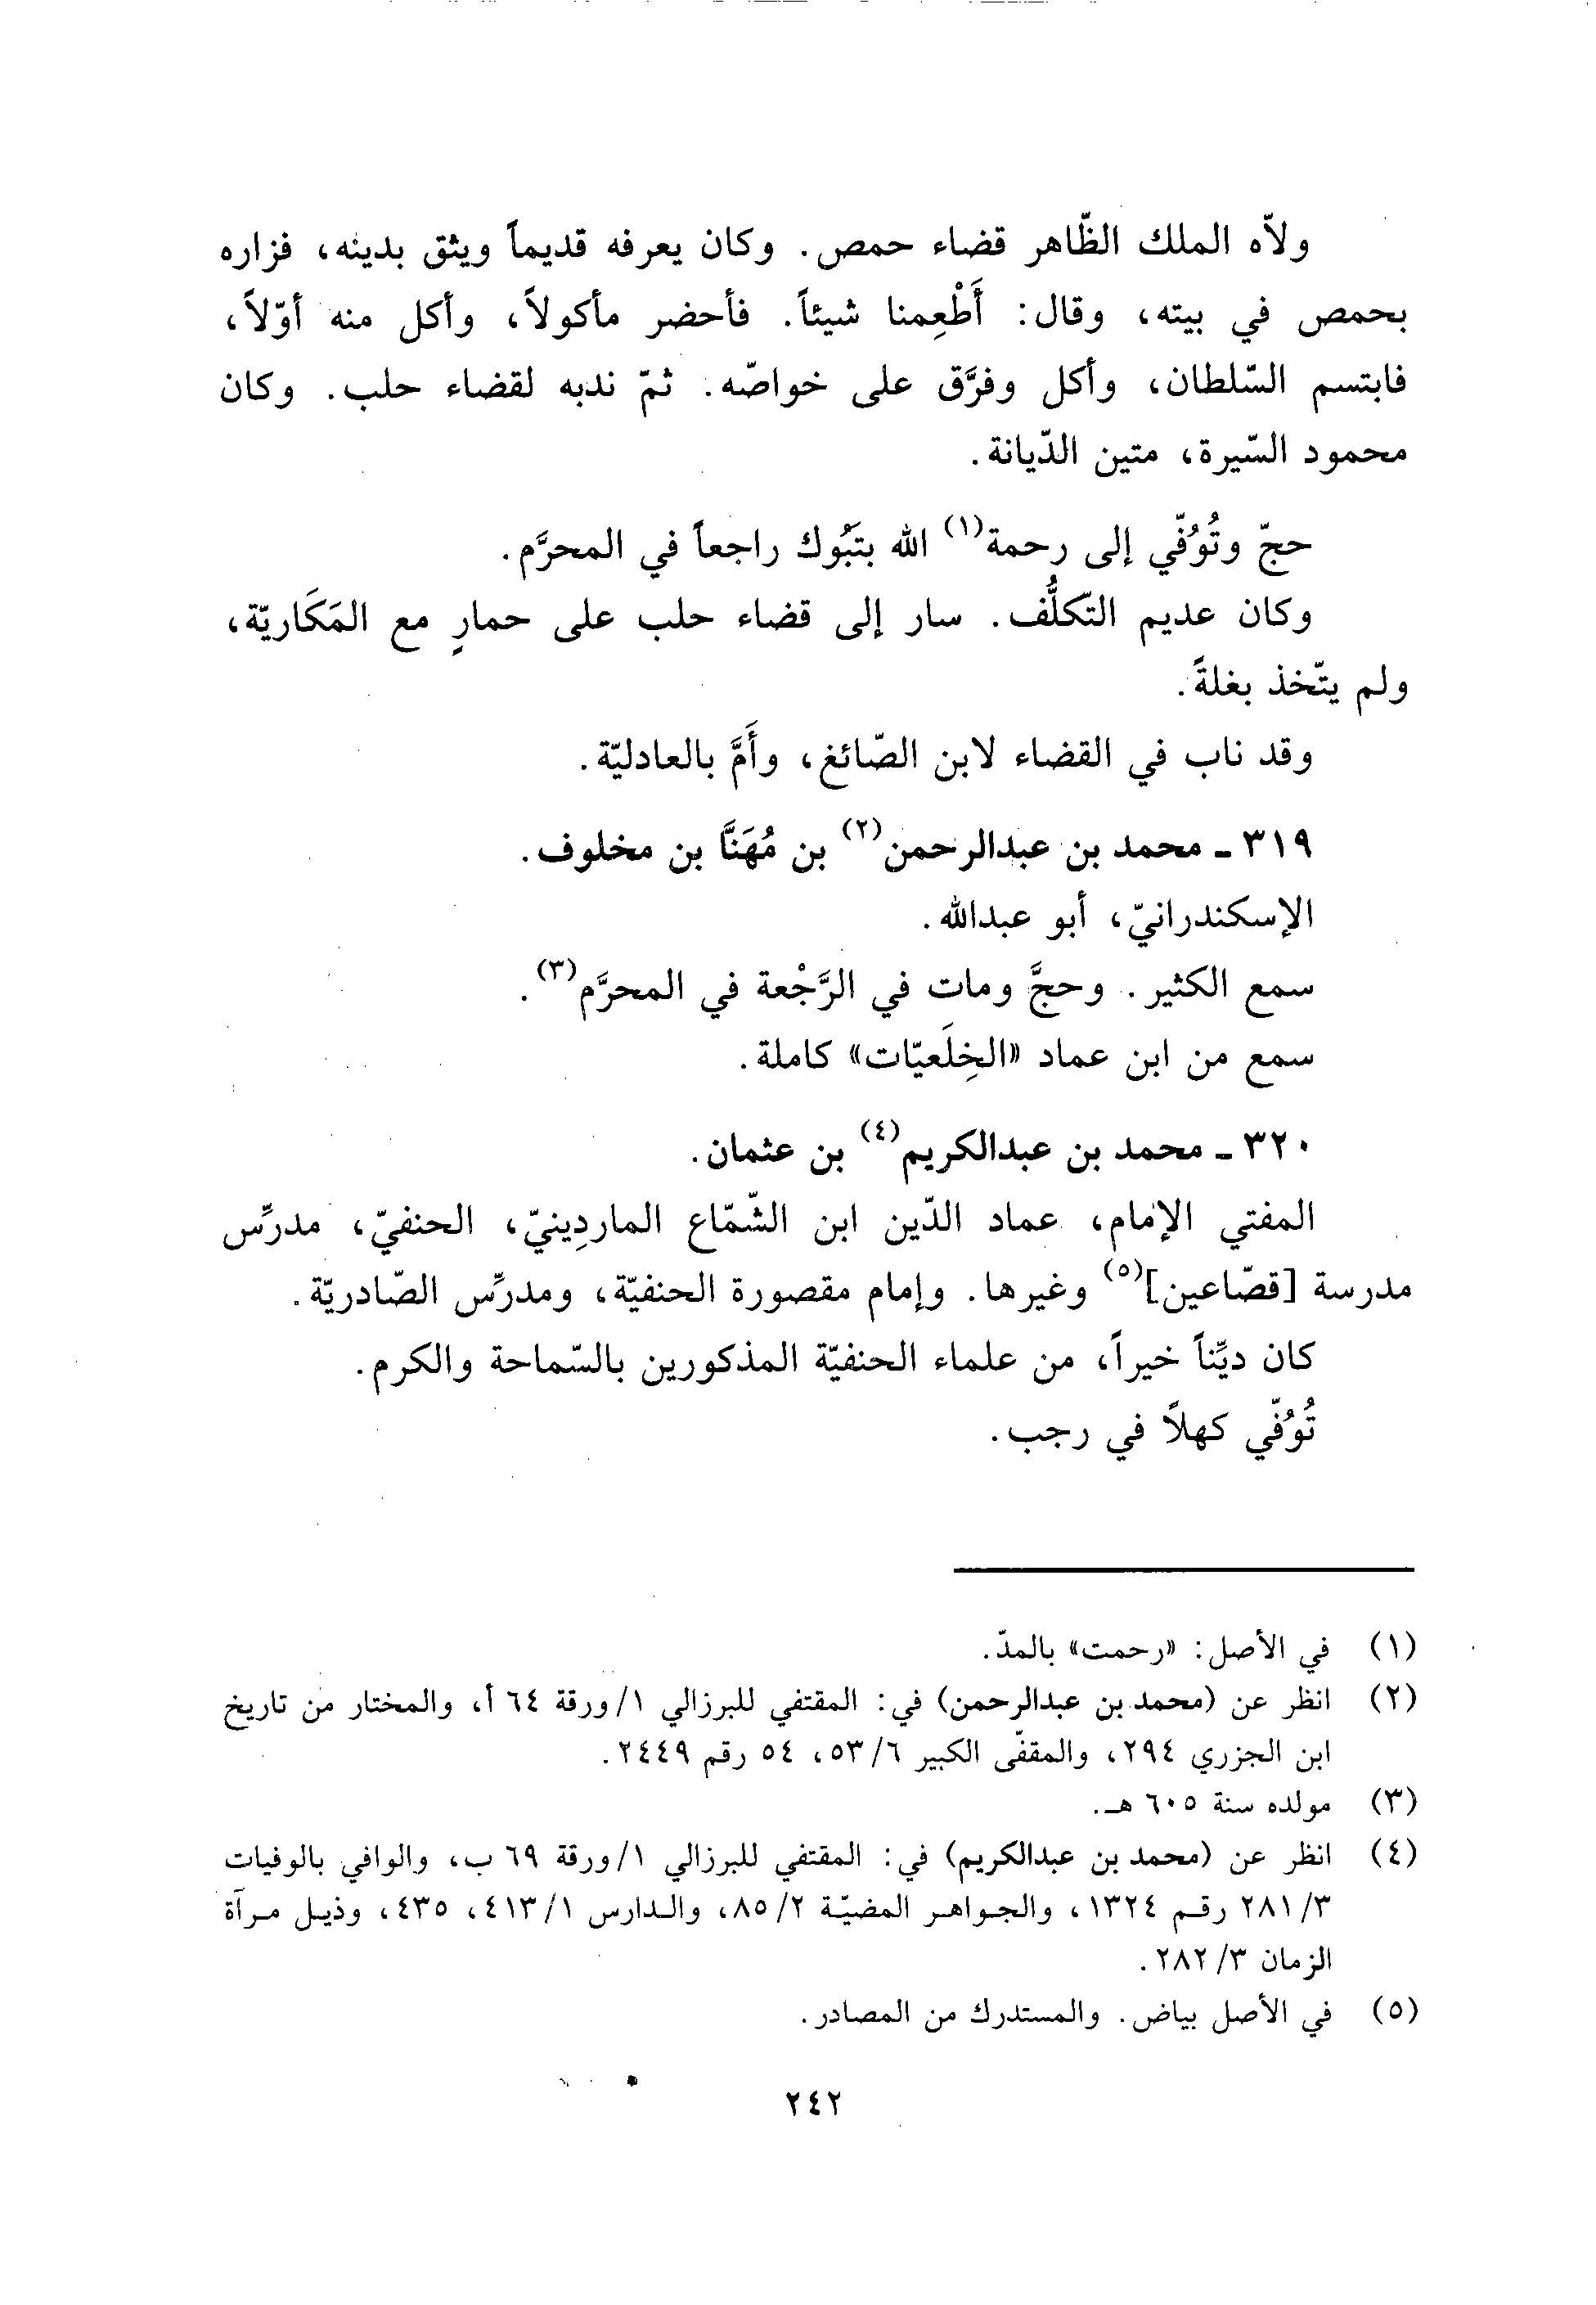 ولاّه الملك الظّاهر قضاء حمص. وكان يعرفه قديماً ويثق بدينه، فزاره
بحمص في بيته، وقال: أَطْعِمنا شيئاً. فأحضر مأكولاً، وأكل منه أوّلاً،
فابتسم السّلطان، وأكل وفرَّق على خواصّه. ثمّ ندبه لقضاء حلب. وكان
محمود السّيرة، متين الدّيانة.
حجّ وتُوُفّي إلى رحمة(١) الله بتَبُوك راجعاً في المحرَّم.
وكان عديم التّكلُّف. سار إلى قضاء حلب على حمارٍ مع المَكَاريّة،
ولم يتّخذ بغلةً.
وقد ناب في القضاء لابن الصّائغ، وأَمَّ بالعادليّة.
٣١٩ ـ محمد بن عبدالرحمن(٢) بن مُهَنَّا بن مخلوف.
الإسكندرانيّ، أبو عبدالله.
سمع الكثير. وحجَّ ومات في الرَّجْعة في المحرَّم(٣).
سمع من ابن عماد «الخِلَعيّات» كاملة.
٣٢٠ ـ محمد بن عبدالكريم(٤) بن عثمان.
المفتي الإمام، عماد الدّين ابن الشّمّاع الماردِينيّ، الحنفيّ، مدرِّس
مدرسة [قصّاعين](٥) وغيرها. وإمام مقصورة الحنفيّة، ومدرِّس الصّادريّة.
كان ديِّناً خيراً، من علماء الحنفيّة المذكورين بالسّماحة والكرم.
تُوُفّي كهلاً في رجب.
(١) في الأصل: «رحمت» بالمدّ.
(٢) انظر عن (محمد بن عبدالرحمن) في: المقتفي للبرزالي ١/ورقة ٦٤ أ، والمختار من تاريخ
ابن الجزري ٢٩٤، والمقفّى الكبير ٦/ ٥٣، ٥٤ رقم ٢٤٤٩.
(٣) مولده سنة ٦٠٥ هـ.
(٤) انظر عن (محمد بن عبدالكريم) في: المقتفي للبرزالي ١/ورقة ٦٩ ب، والوافي بالوفيات
٣/ ٢٨١ رقم ١٣٢٤، والجواهر المضيّة ٢/ ٨٥، والدارس ١/ ٤١٣، ٤٣٥، وذيل مرآة
الزمان ٣/ ٢٨٢.
(٥) في الأصل بياض. والمستدرك من المصادر.
٢٤٢